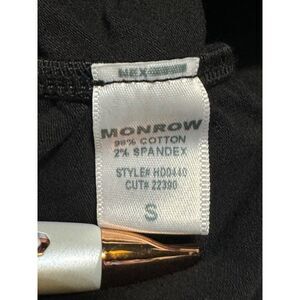 MONROW
98% COTTON
2% SPANDEX
STYLE# HD0440
CUT# 22390
S